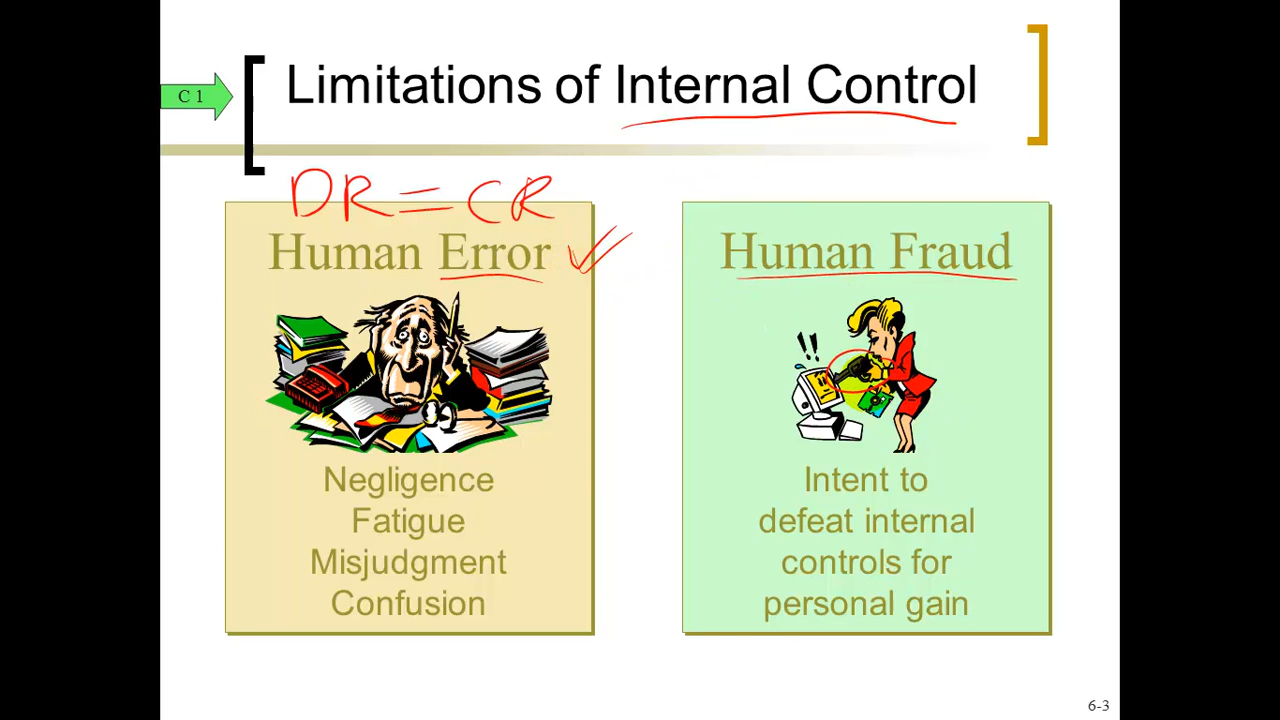 C 1
Limitations of Internal Control
DR = CR
Human Error
Negligence
Fatigue
Misjudgment
Confusion
Human Fraud
!!
Intent to
defeat internal
controls for
personal gain
6-3